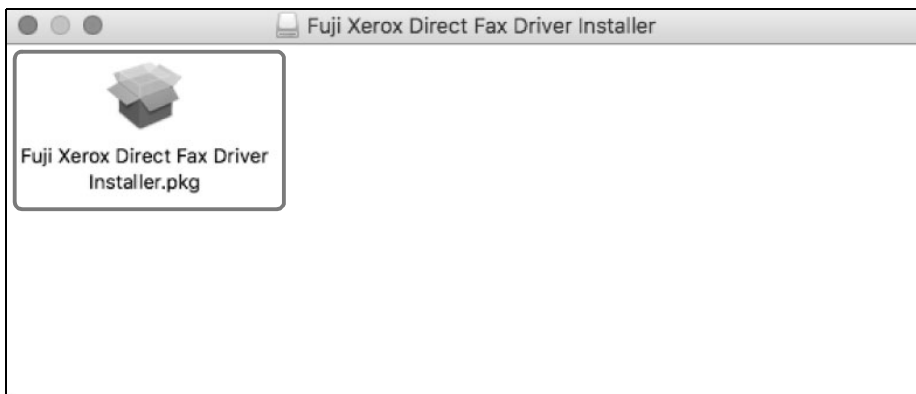 Fuji Xerox Direct Fax Driver Installer
Fuji Xerox Direct Fax Driver
Installer.pkg